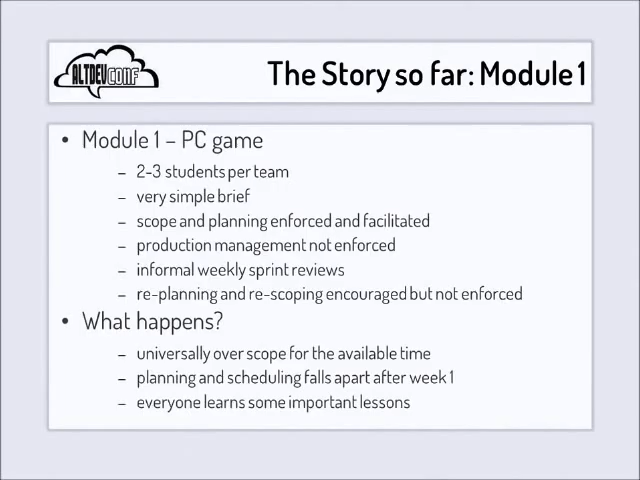 ALTDEVCONF
The Story so far: Module 1
• Module 1 – PC game
– 2-3 students per team
– very simple brief
– scope and planning enforced and facilitated
– production management not enforced
– informal weekly sprint reviews
– re-planning and re-scoping encouraged but not enforced
• What happens?
– universally over scope for the available time
– planning and scheduling falls apart after week 1
– everyone learns some important lessons